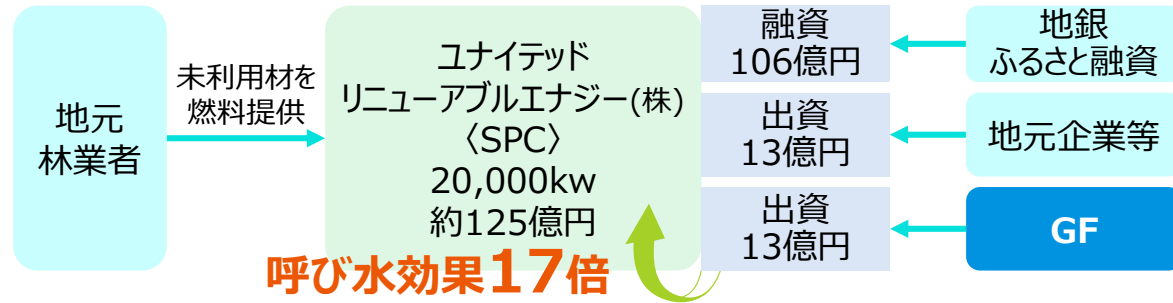 地元
林業者
未利用材を
燃料提供
ユナイテッド
リニューアブルエナジー(株)
〈SPC〉
20,000kw
約125億円
呼び水効果17倍
融資
106億円
出資
13億円
出資
13億円
地銀
ふるさと融資
地元企業等
GF